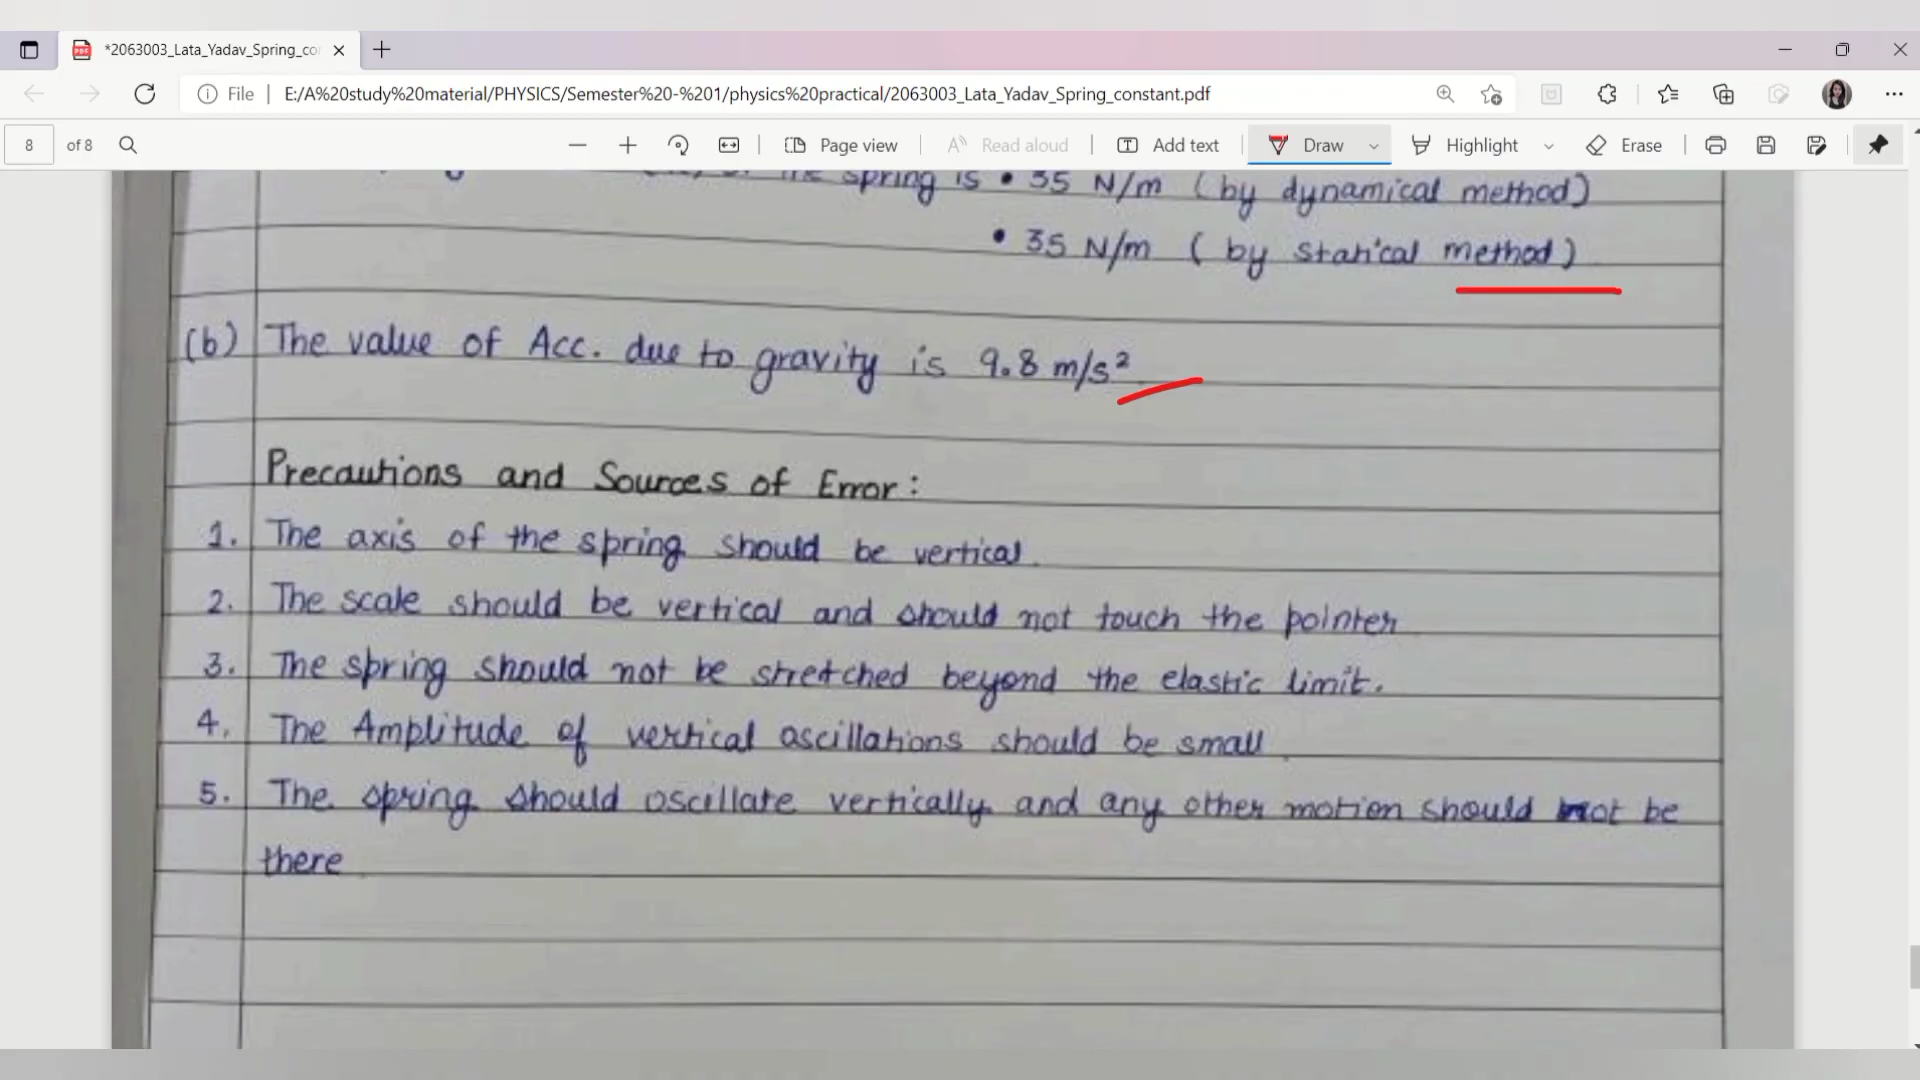 *2063003_Lata_Yadav_Spring_co
File
E:/A%20study%20material/PHYSICS/Semester%20-%201/physics%20practical/2063003_Lata_Yadav_Spring_constant.pdf
8 of 8
Page view
Read aloud
Add text
Draw
Highlight
Erase
the spring is • 35 N/m (by dynamical method)
• 35 N/m (by statical method)
(b) The value of Acc. due to gravity is 9.8 m/s²
Precautions and Sources of Error:
1. The axis of the spring should be vertical.
2. The scale should be vertical and should not touch the pointer
3. The spring should not be stretched beyond the elastic limit.
4. The Amplitude of vertical oscillations should be small
5. The spring should oscillate vertically and any other motion should not be
there